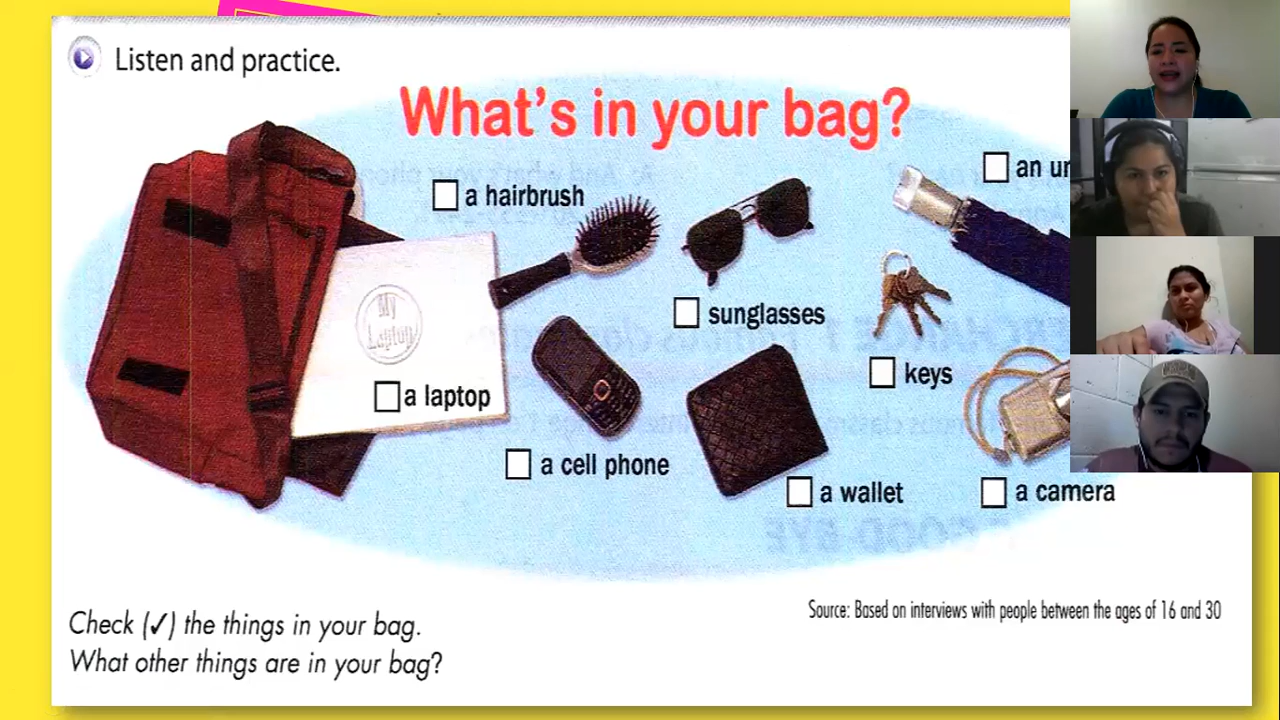 Listen and practice.
What's in your bag?
an
a hairbrush
sunglasses
keys
My
Laptop
a laptop
a cell phone
a wallet
a camera
Source: Based on interviews with people between the ages of 16 and 30
Check (✓) the things in your bag.
What other things are in your bag?